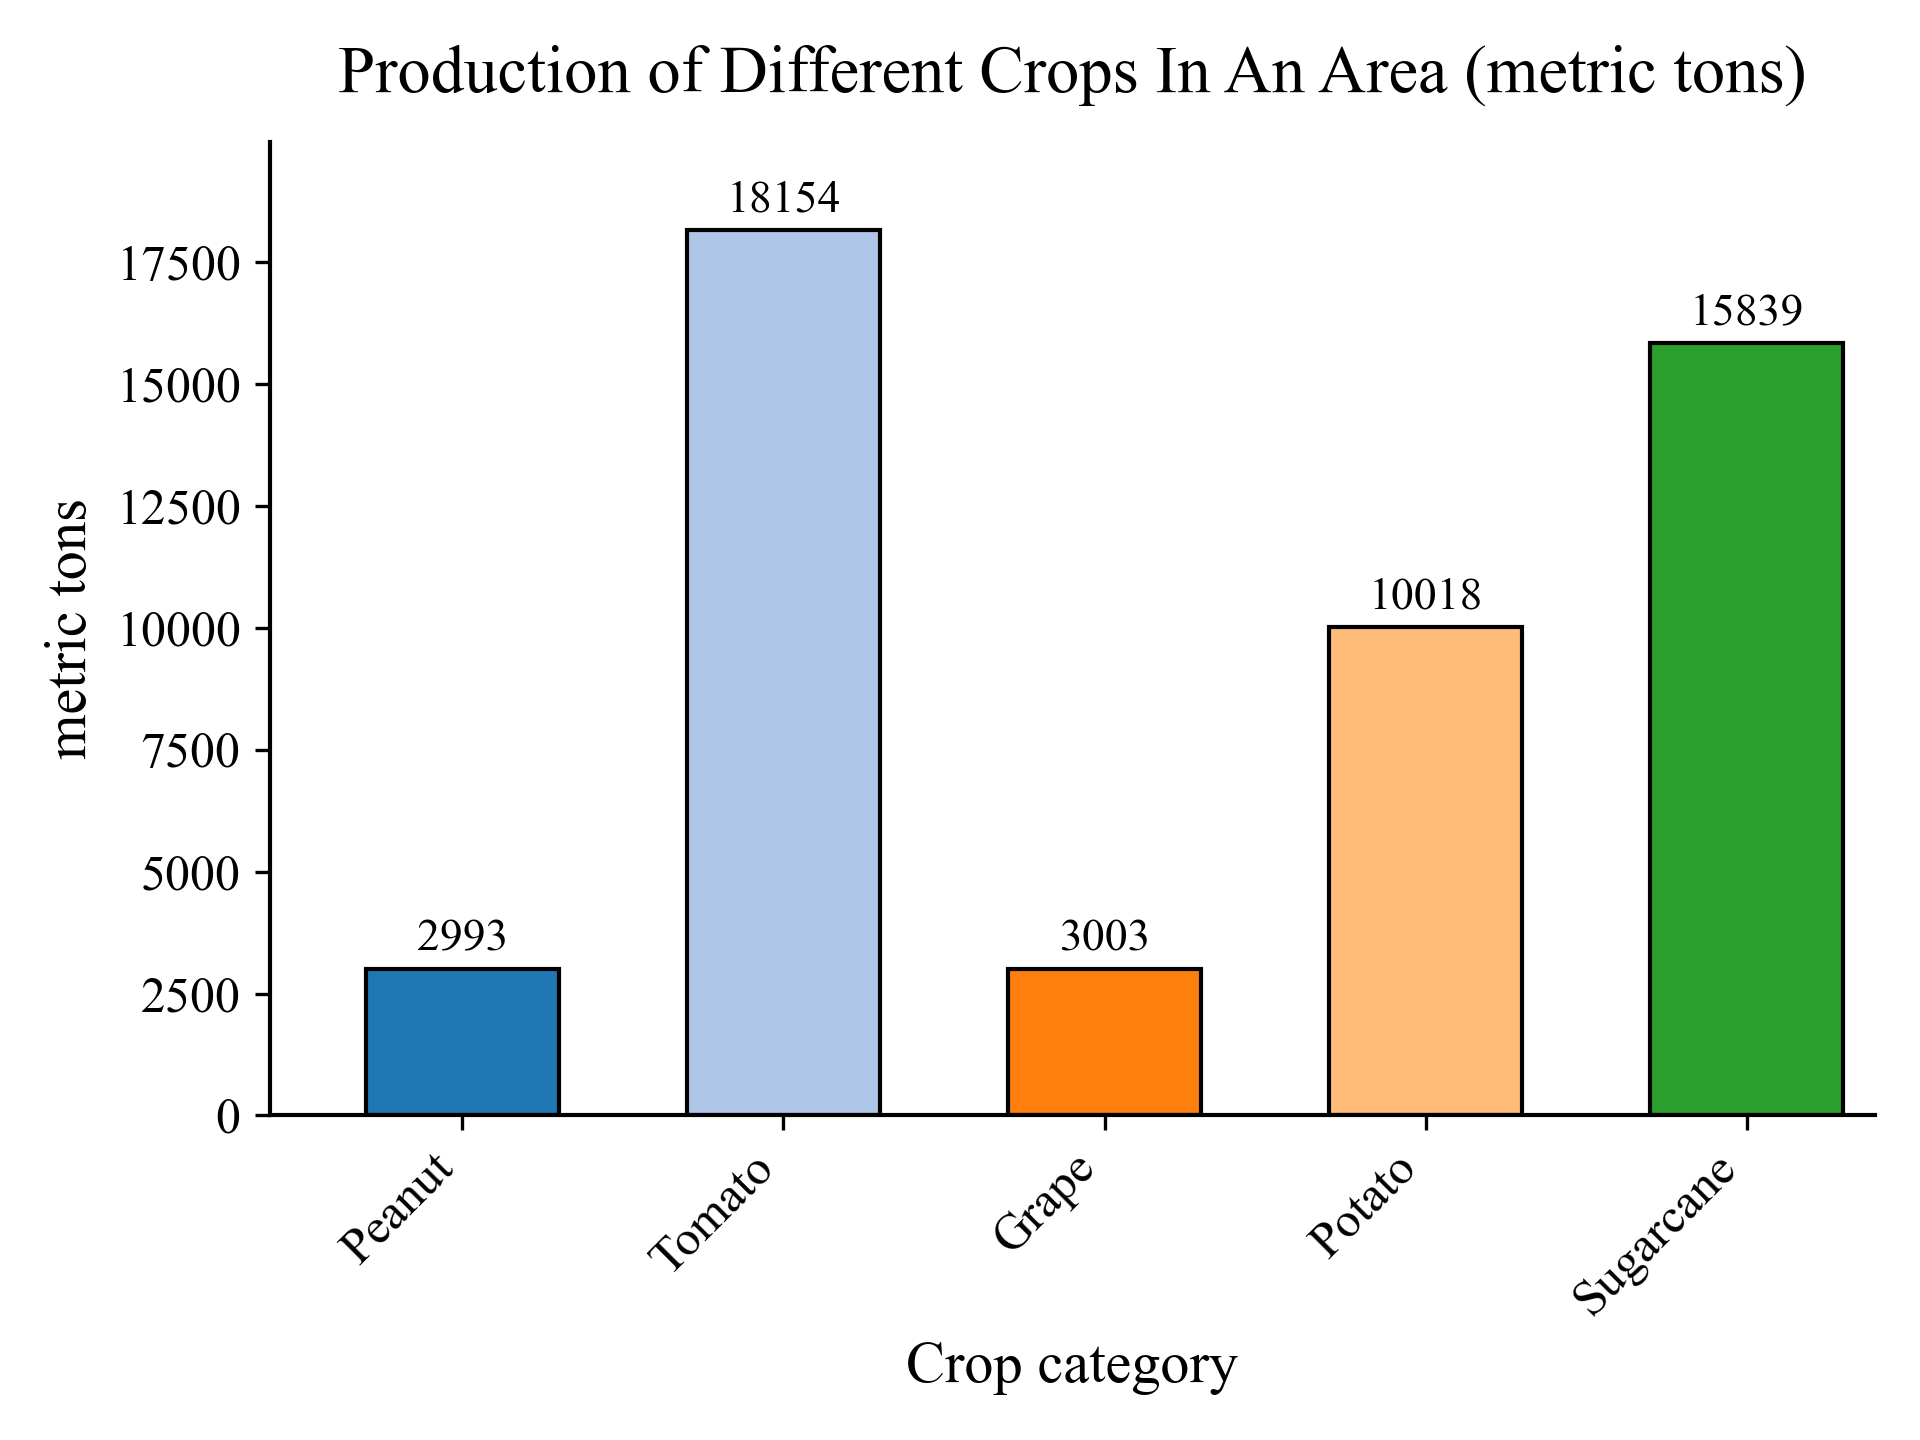 Production of Different Crops In An Area (metric tons)
metric tons
17500
15000
12500
10000
7500
5000
2500
0
2993
18154
3003
10018
15839
Peanut
Tomato
Grape
Potato
Sugarcane
Crop category